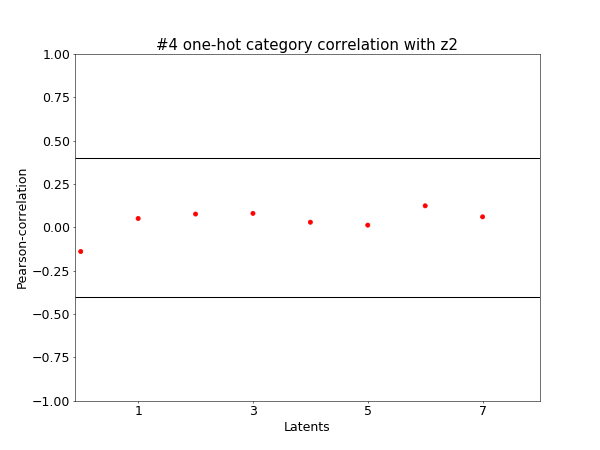 #4 one-hot category correlation with z2
1.00
0.75
0.50
0.25
0.00
−0.25
−0.50
−0.75
−1.00
Pearson-correlation
1 3 5 7
Latents